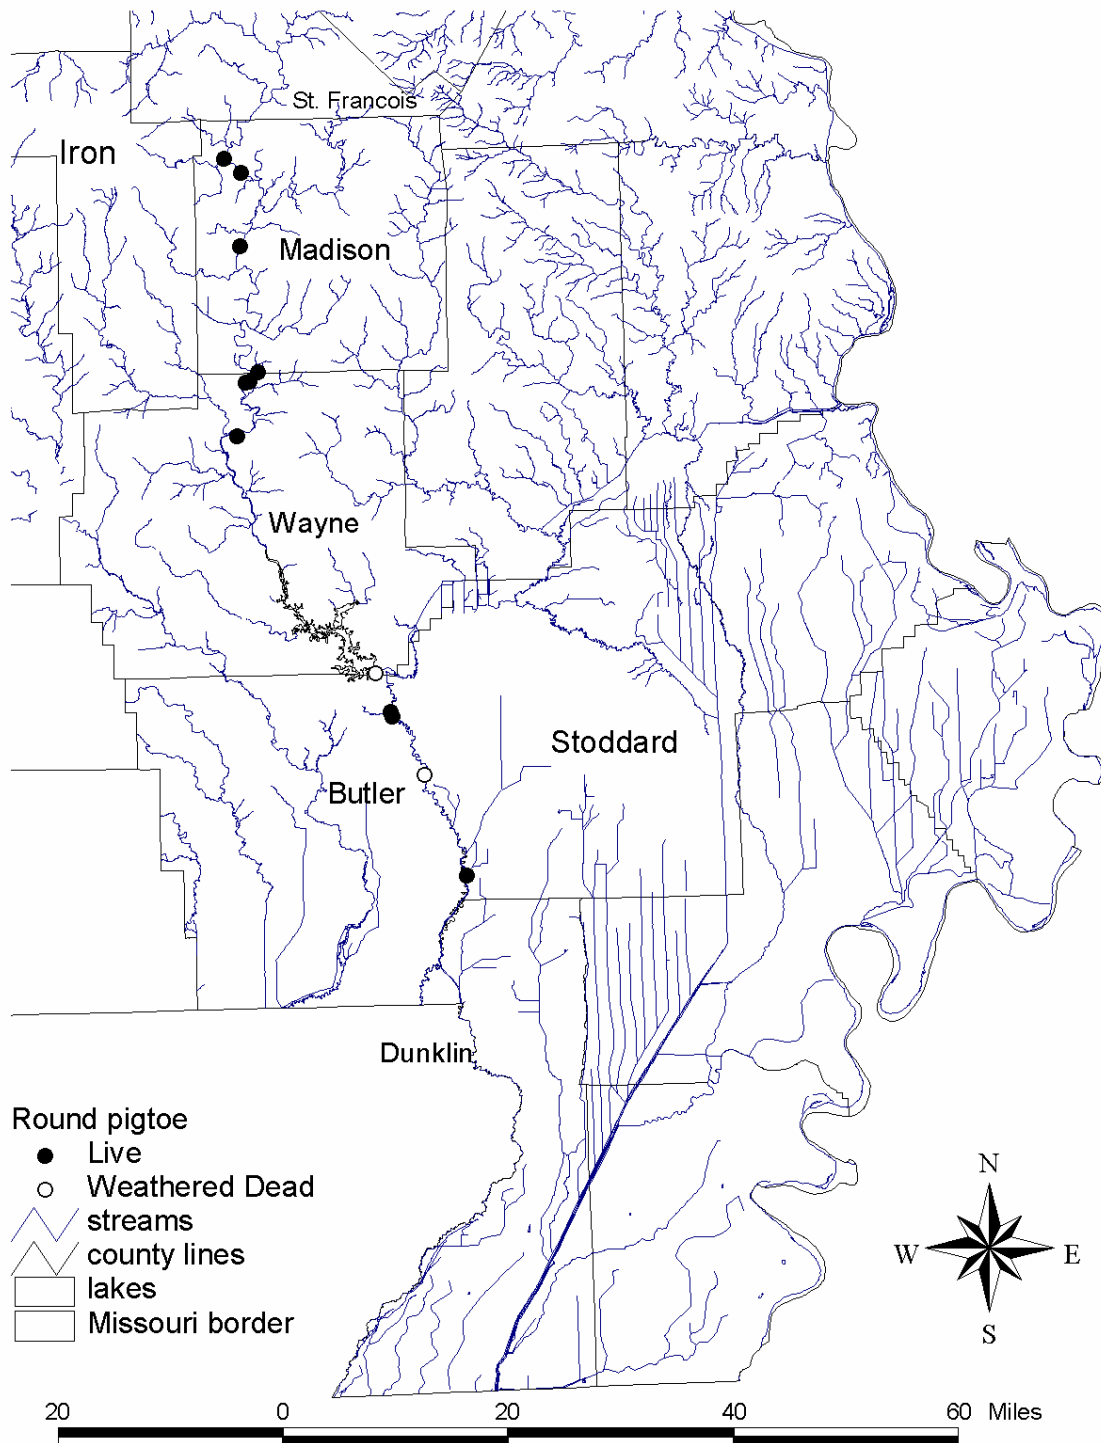 St. Francois
Iron
Madison
Wayne
Stoddard
Butler
Dunklin
Round pigtoe
Live
Weathered Dead
streams
county lines
lakes
Missouri border
N
W E
S
20 0 20 40 60 Miles